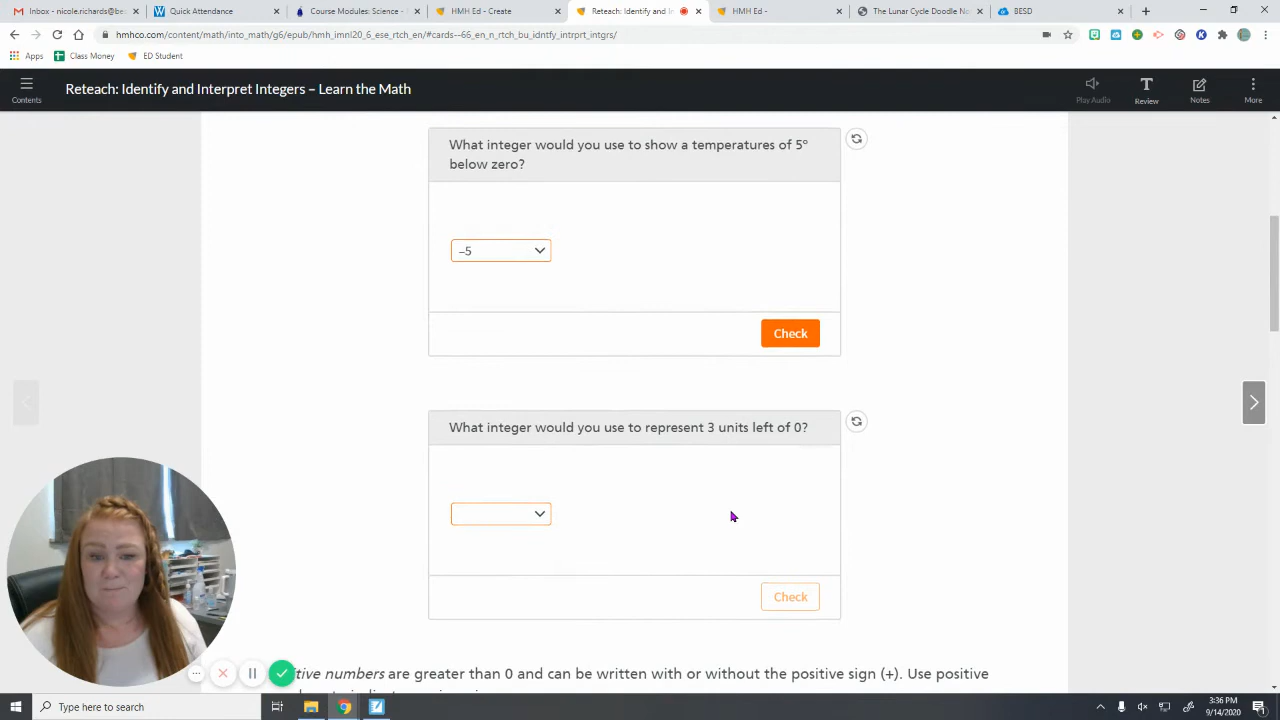 Inbox - nicole.richards@be
Quick Attendance
Course Modules: Science -
HMH Ed - Create
Reteach: Identify and I
HMH Ed -
The Lunar Cycle Doodle No
BESD
hmhco.com/content/math/into_math/g6/epub/hmh_imnl20_6_ese_rtch_en/#cards--66_en_n_rtch_bu_idntfy_intrprt_intgrs/
Apps
Class Money
ED Student
Contents
Reteach: Identify and Interpret Integers – Learn the Math
Play Audio
Review
Notes
More
What integer would you use to show a temperatures of 5°
below zero?
–5
Check
What integer would you use to represent 3 units left of 0?
Check
tive numbers are greater than 0 and can be written with or without the positive sign (+). Use positive
Type here to search
3:36 PM
9/14/2020